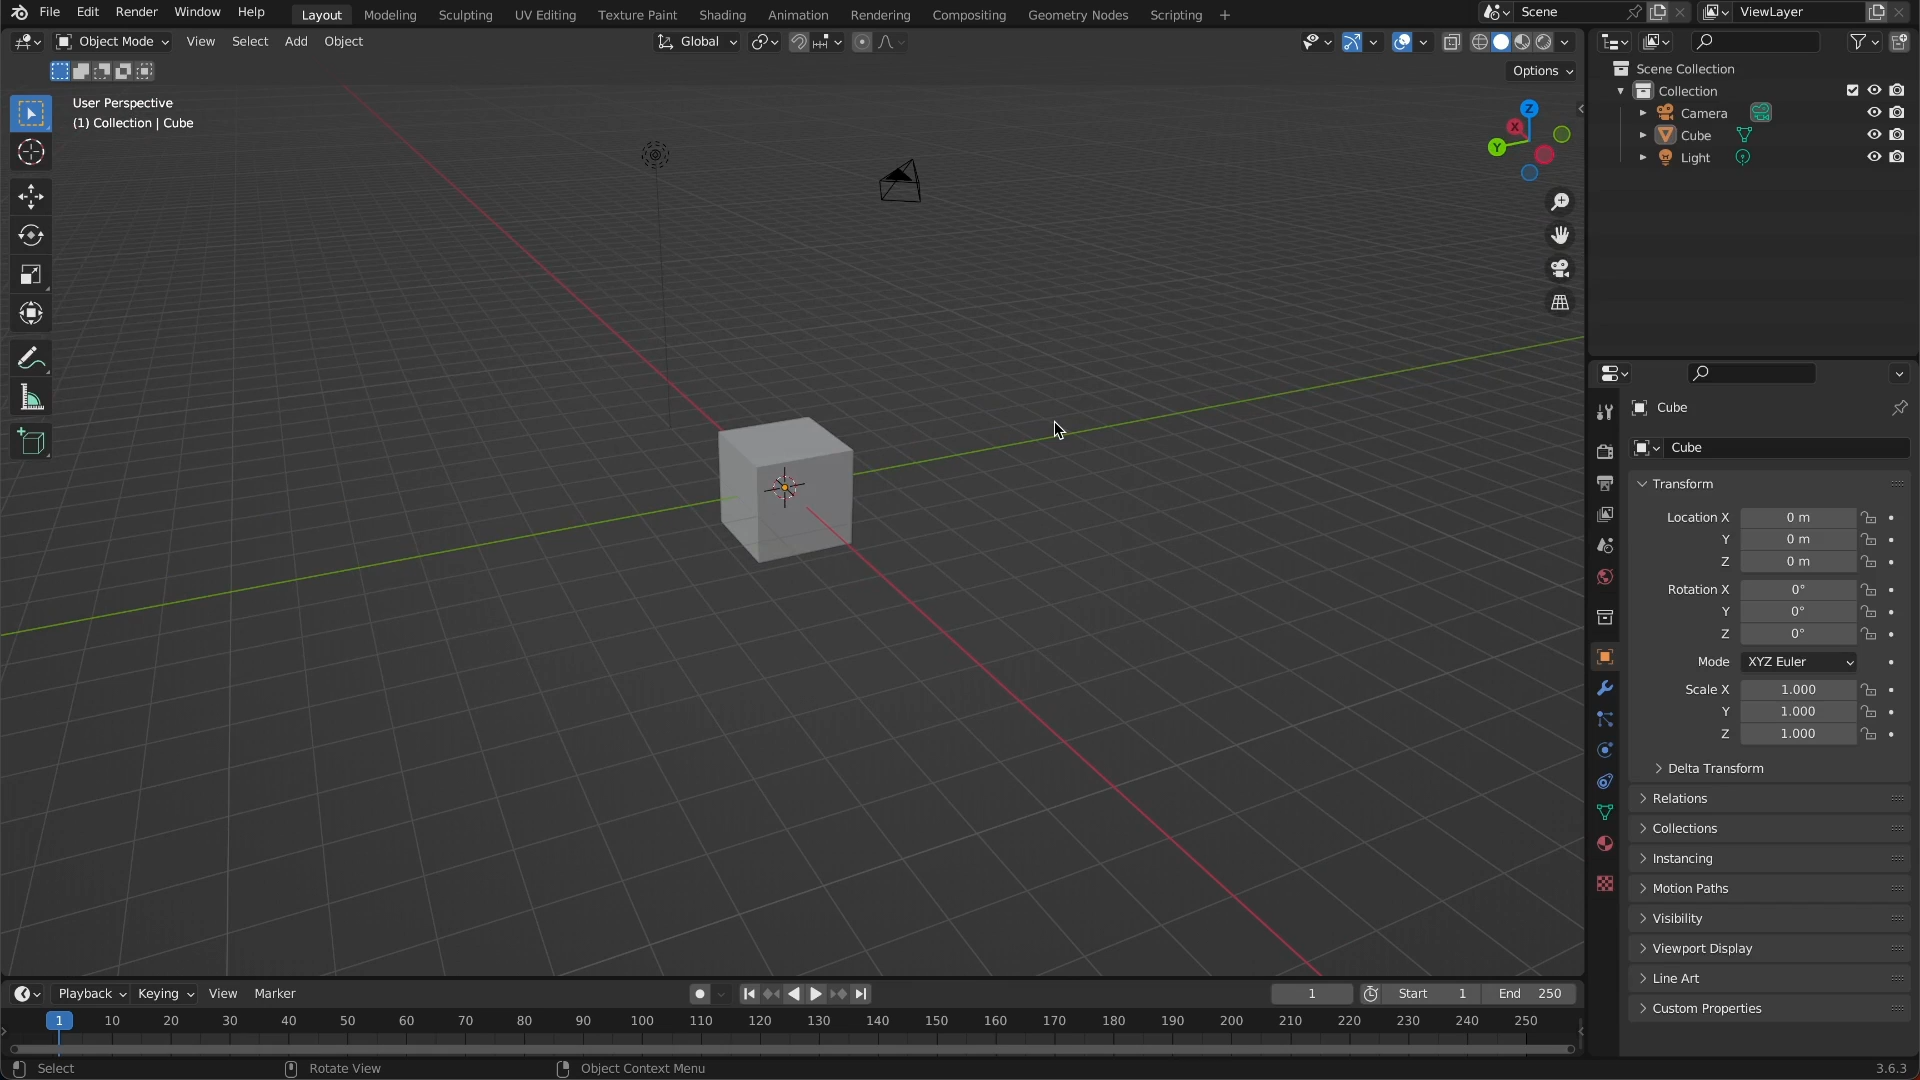 File Edit Render Window Help Layout Modeling Sculpting UV Editing Texture Paint Shading Animation Rendering Compositing Geometry Nodes Scripting + Scene ViewLayer
Object Mode View Select Add Object Global
Options
User Perspective
(1) Collection | Cube
Z
X
Y
Scene Collection
Collection
Camera
Cube
Light
Cube
Cube
Transform
Location X 0 m
Y 0 m
Z 0 m
Rotation X 0°
Y 0°
Z 0°
Mode XYZ Euler
Scale X 1.000
Y 1.000
Z 1.000
Delta Transform
Relations
Collections
Instancing
Motion Paths
Visibility
Viewport Display
Line Art
Custom Properties
Playback Keying View Marker 1 Start 1 End 250
1 10 20 30 40 50 60 70 80 90 100 110 120 130 140 150 160 170 180 190 200 210 220 230 240 250
Select Rotate View Object Context Menu 3.6.3